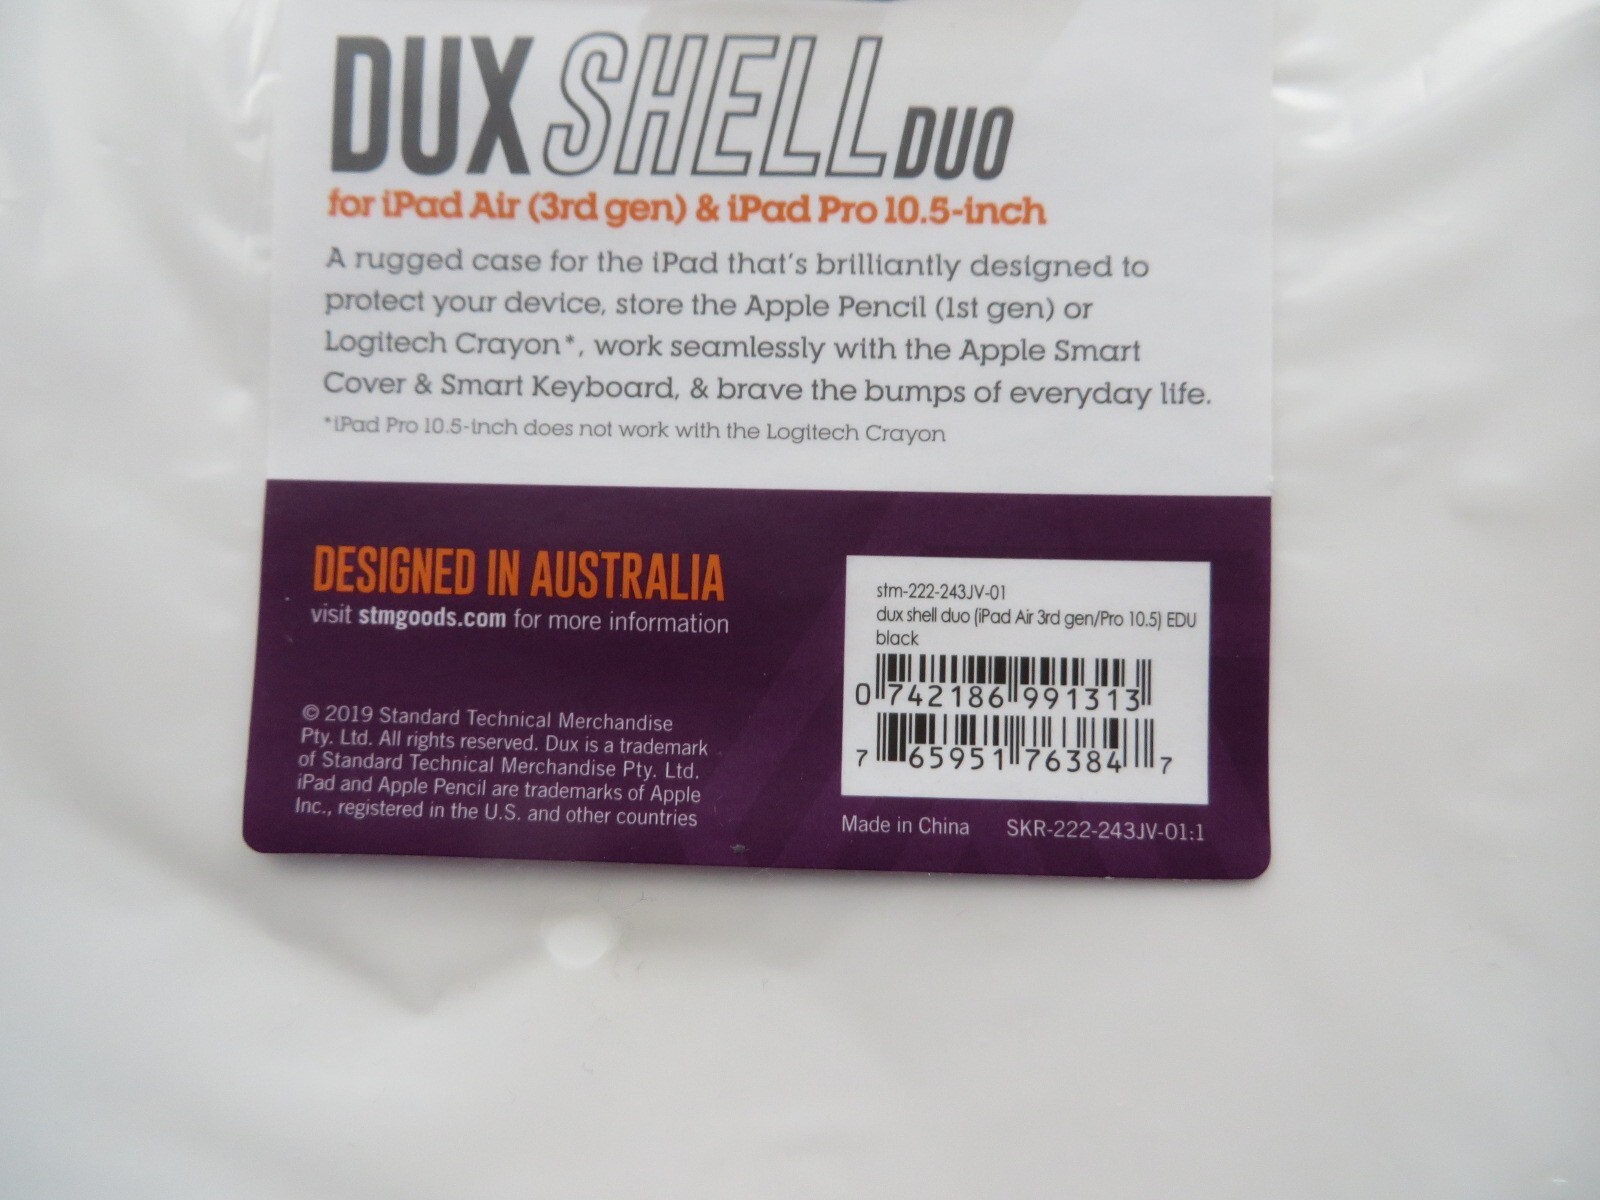 DUX SHELL DUO
for iPad Air (3rd gen) & iPad Pro 10.5-inch
A rugged case for the iPad that's brilliantly designed to
protect your device, store the Apple Pencil (1st gen) or
Logitech Crayon*, work seamlessly with the Apple Smart
Cover & Smart Keyboard, & brave the bumps of everyday life.
*iPad Pro 10.5-inch does not work with the Logitech Crayon
DESIGNED IN AUSTRALIA
visit stmgoods.com for more information
© 2019 Standard Technical Merchandise
Pty. Ltd. All rights reserved. Dux is a trademark
of Standard Technical Merchandise Pty. Ltd.
iPad and Apple Pencil are trademarks of Apple
Inc., registered in the U.S. and other countries
stm-222-243JV-01
dux shell duo (iPad Air 3rd gen/Pro 10.5) EDU
black
0 742186 991313
7 65951 76384 7
Made in China SKR-222-243JV-01:1